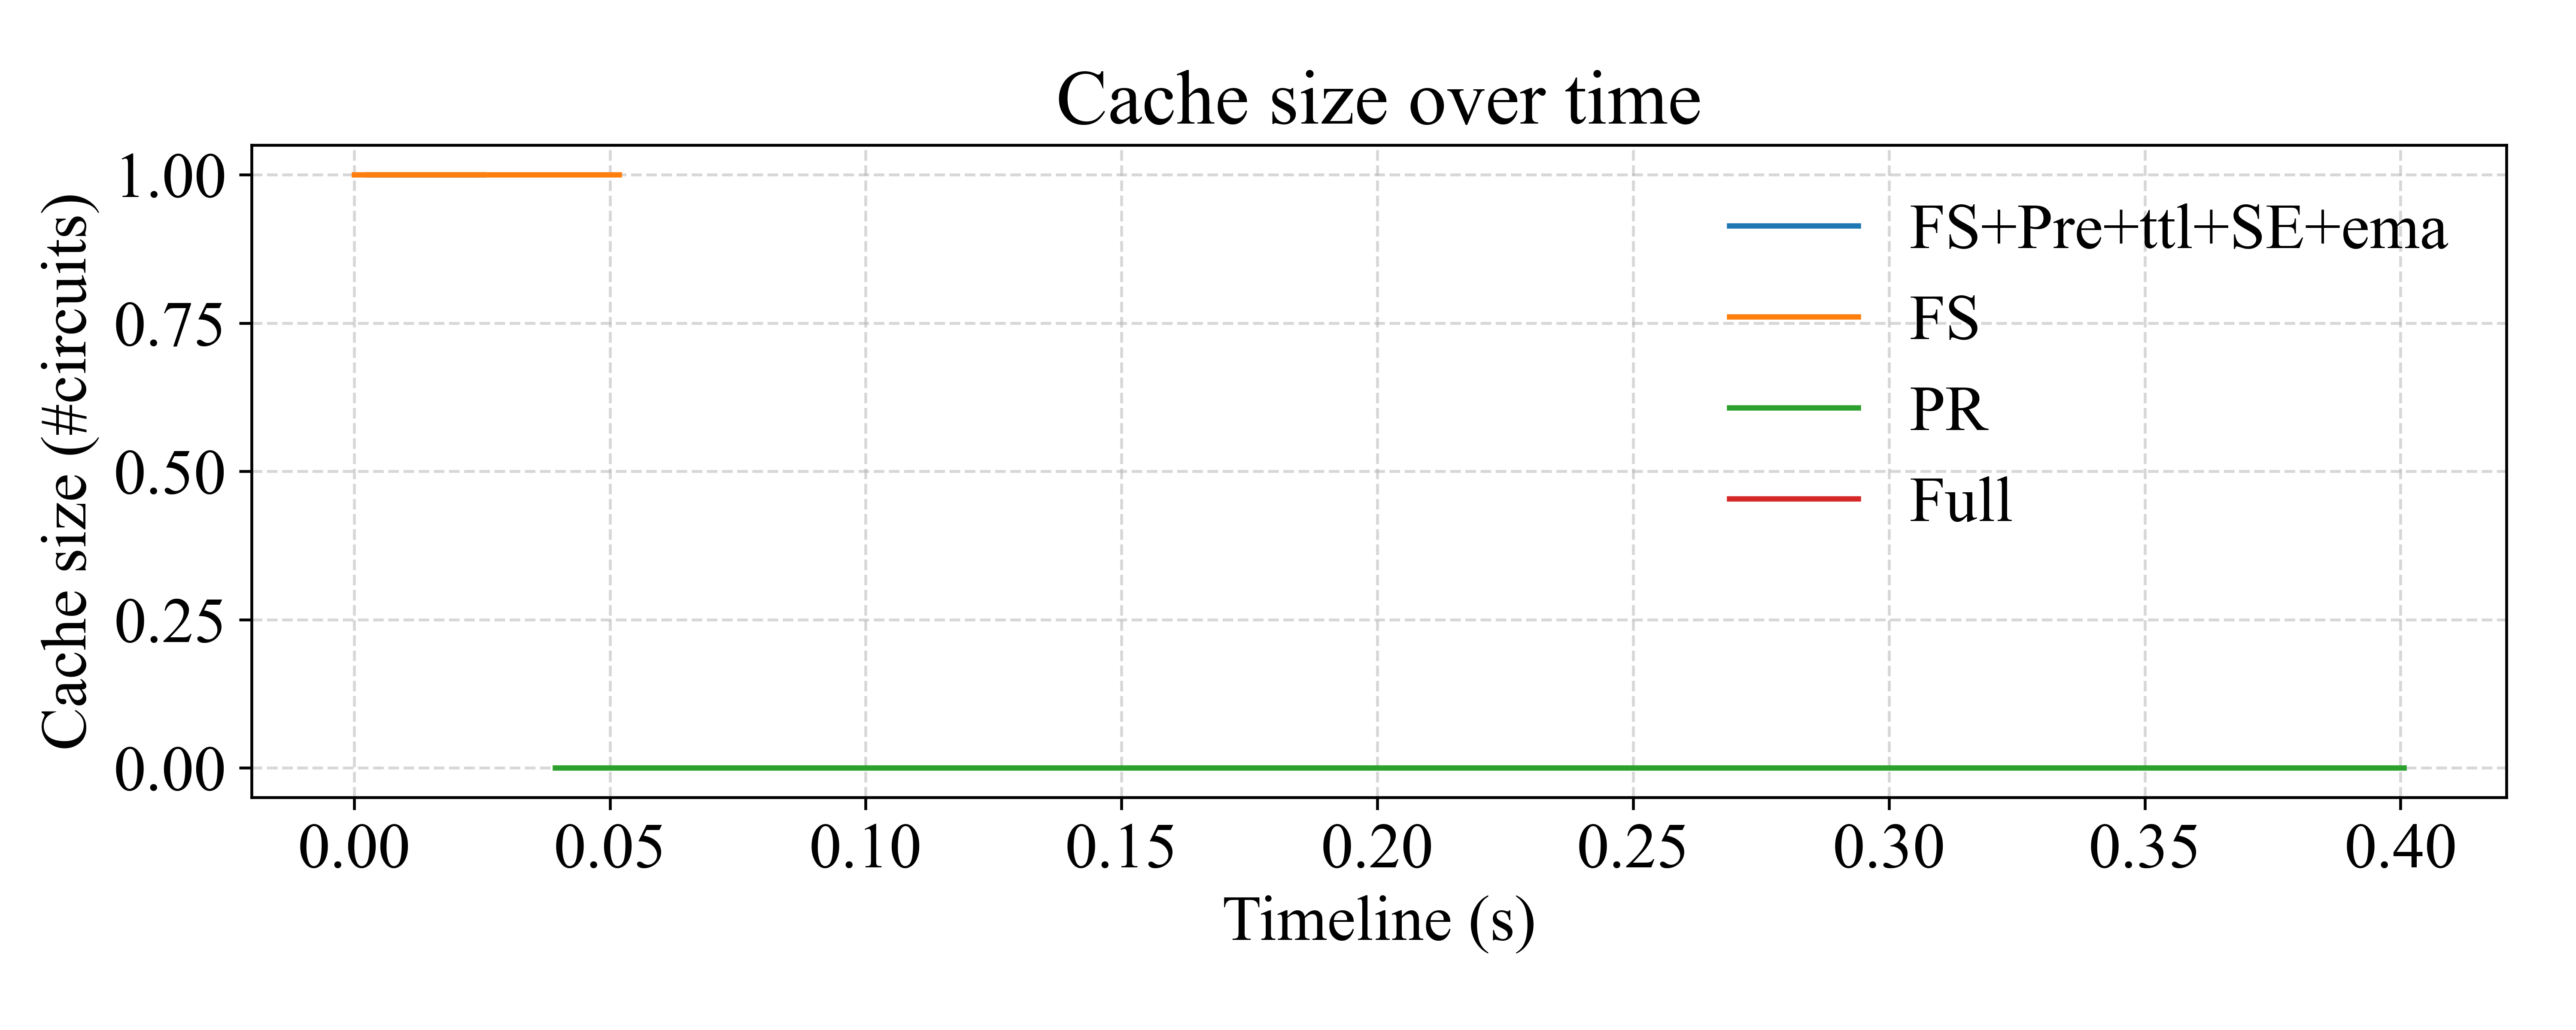 Cache size over time
Cache size (#circuits)
1.00
0.75
0.50
0.25
0.00
FS+Pre+ttl+SE+ema
FS
PR
Full
0.00 0.05 0.10 0.15 0.20 0.25 0.30 0.35 0.40
Timeline (s)